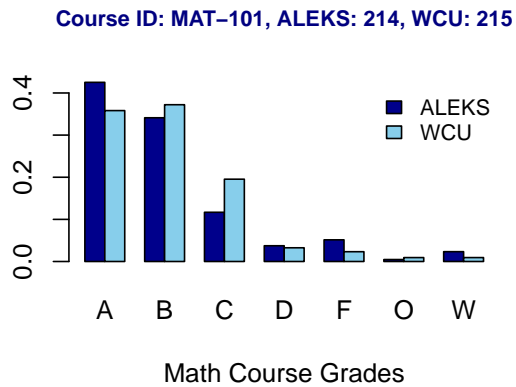 Course ID: MAT−101, ALEKS: 214, WCU: 215
0.4
0.2
0.0
ALEKS
WCU
A B C D F O W
Math Course Grades